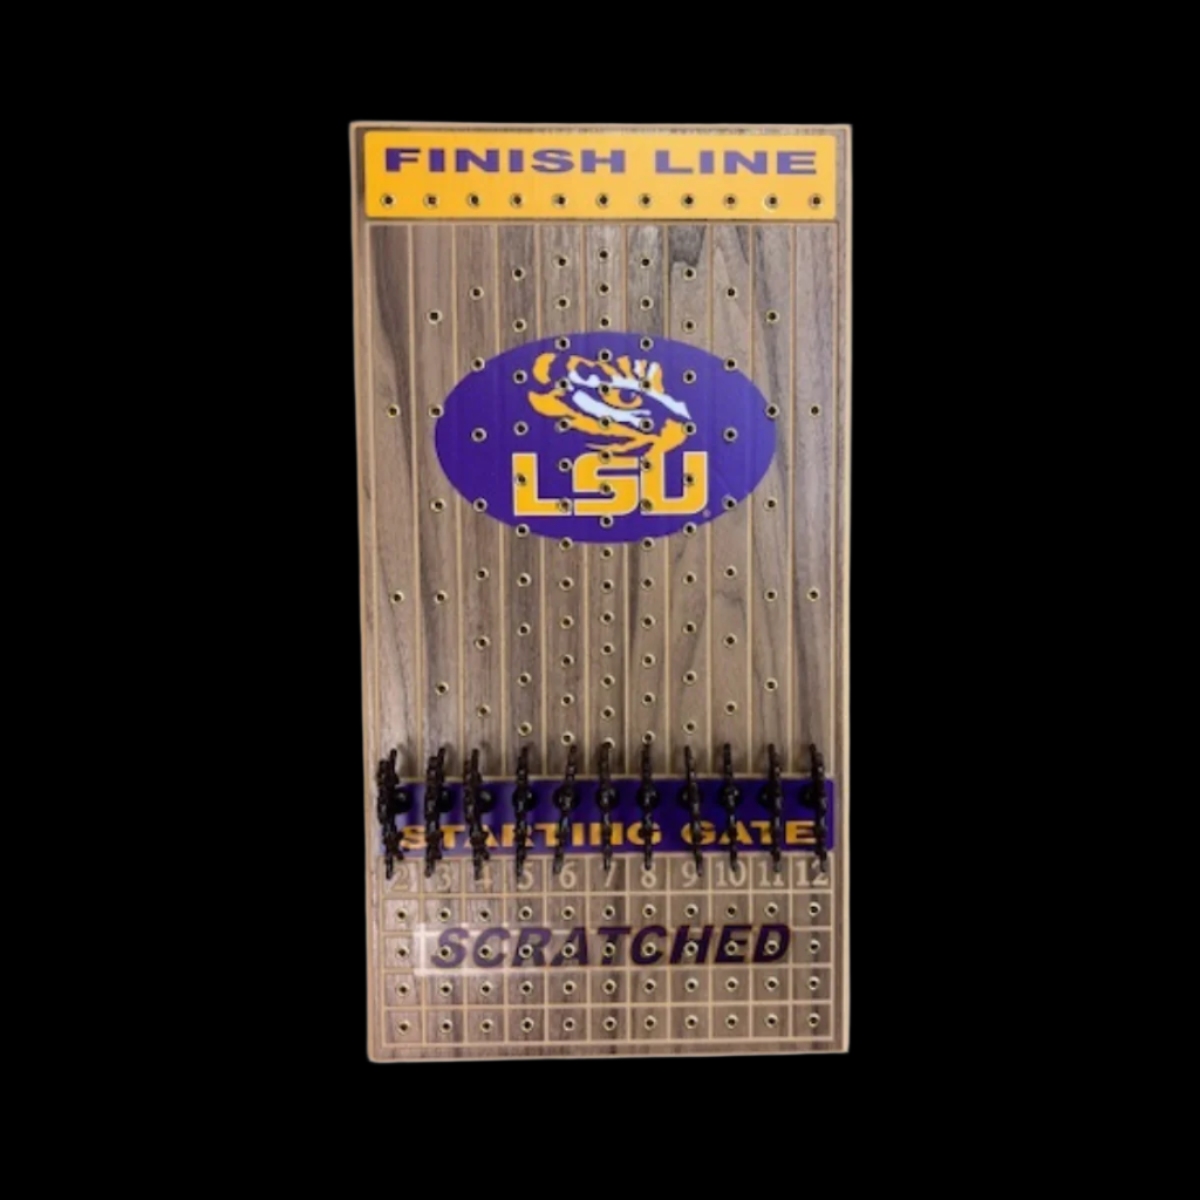 FINISH LINE
LSU
STARTING GATE
2 3 4 5 6 7 8 9 10 11 12
SCRATCHED